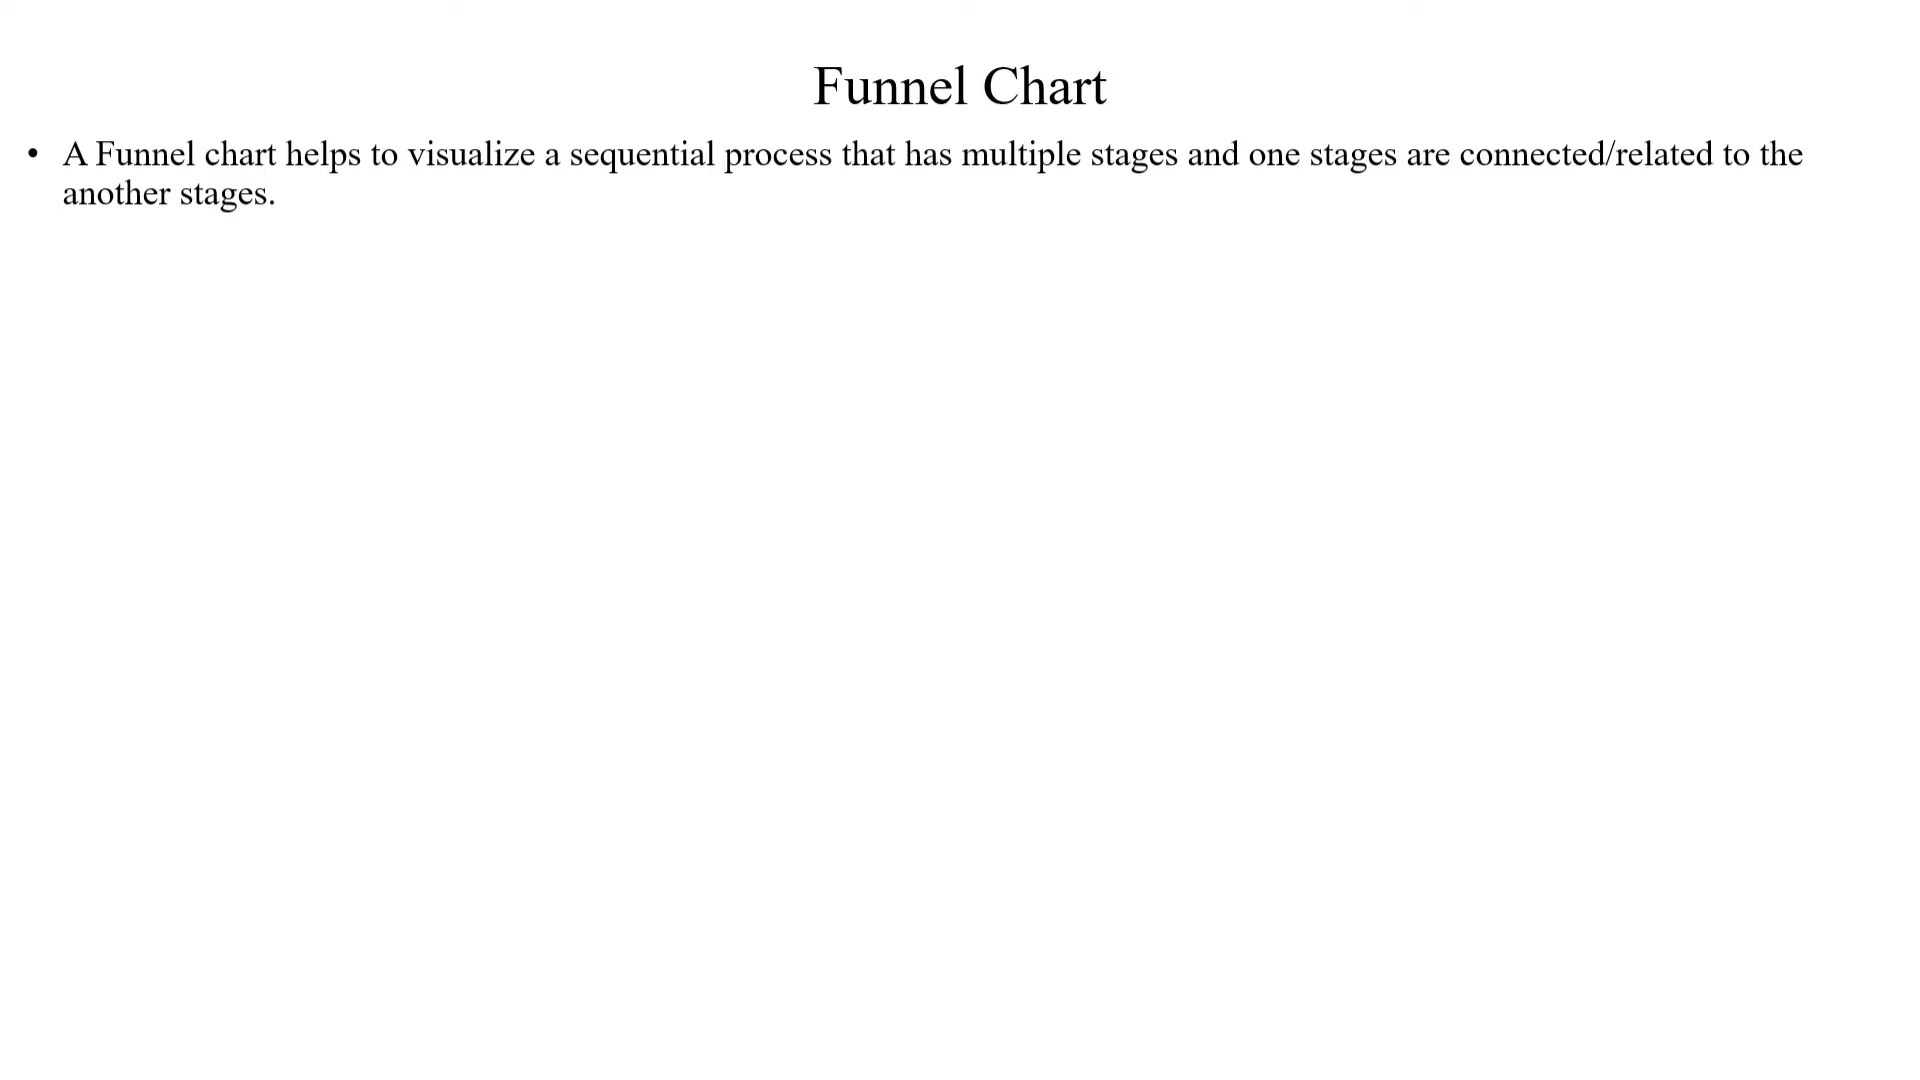 Funnel Chart
• A Funnel chart helps to visualize a sequential process that has multiple stages and one stages are connected/related to the
another stages.